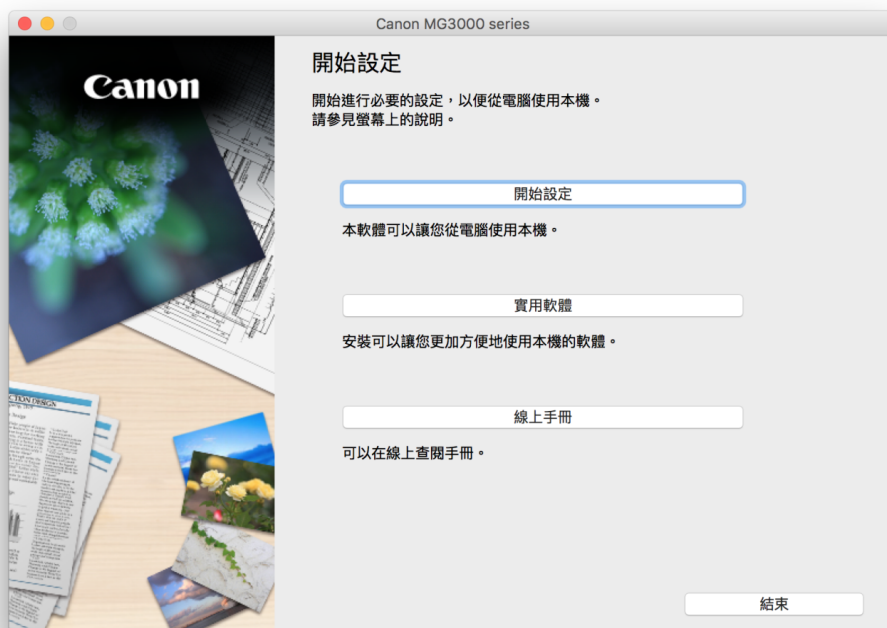 Canon MG3000 series
Canon
開始設定
開始進行必要的設定，以便從電腦使用本機。
請參見螢幕上的說明。
開始設定
本軟體可以讓您從電腦使用本機。
實用軟體
安裝可以讓您更加方便地使用本機的軟體。
線上手冊
可以在線上查閱手冊。
CTION DESIGN
結束